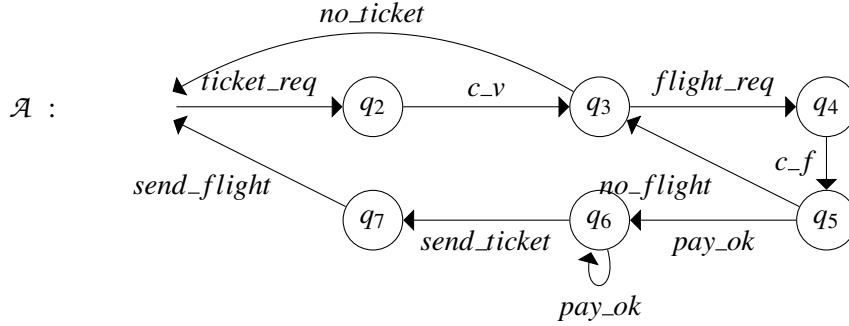 no_ticket
𝒜 :
ticket_req
c_v
flight_req
q2
q3
q4
c_f
send_flight
no_flight
q7
q6
q5
send_ticket
pay_ok
pay_ok